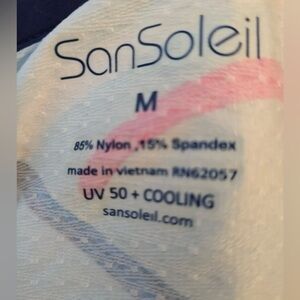 SanSoleil
M
85% Nylon ,15% Spandex
made in vietnam RN62057
UV 50 + COOLING
sansoleil.com